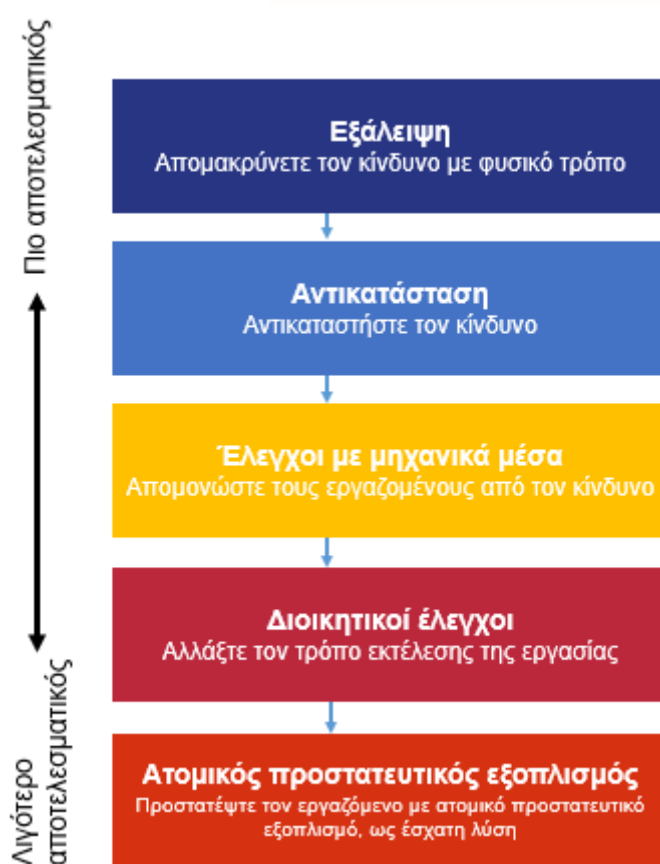 Πιο αποτελεσματικός
Εξάλειψη
Απομακρύνετε τον κίνδυνο με φυσικό τρόπο
Αντικατάσταση
Αντικαταστήστε τον κίνδυνο
Έλεγχοι με μηχανικά μέσα
Απομονώστε τους εργαζομένους από τον κίνδυνο
Διοικητικοί έλεγχοι
Αλλάξτε τον τρόπο εκτέλεσης της εργασίας
Λιγότερο
αποτελεσματικός
Ατομικός προστατευτικός εξοπλισμός
Προστατέψτε τον εργαζόμενο με ατομικό προστατευτικό
εξοπλισμό, ως έσχατη λύση